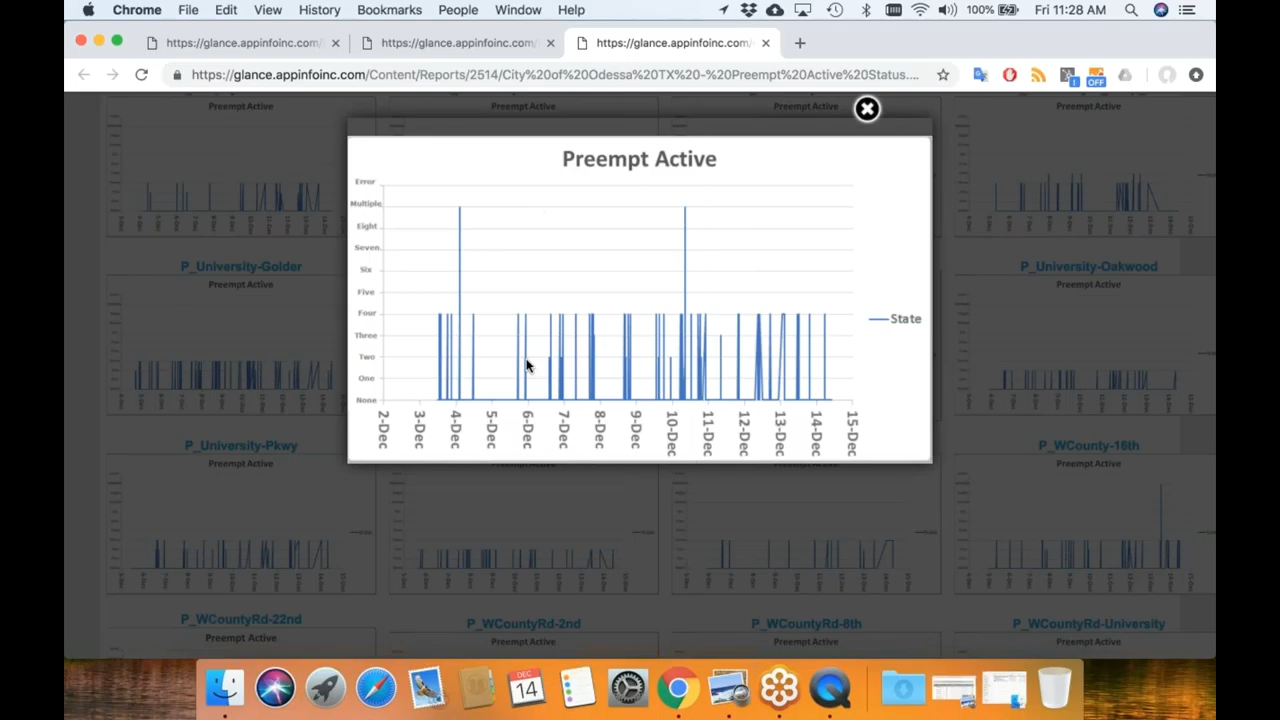 Chrome File Edit View History Bookmarks People Window Help 100% Fri 11:28 AM
https://glance.appinfoinc.com/ https://glance.appinfoinc.com/ https://glance.appinfoinc.com/
https://glance.appinfoinc.com/Content/Reports/2514/City%20of%20Odessa%20TX%20-%20Preempt%20Active%20Status....
OFF
Preempt Active Preempt Active Preempt Active Preempt Active
Preempt Active
Error
Multiple
Eight
Seven
Six
Five
Four
Three
Two
One
None
State
2-Dec 3-Dec 4-Dec 5-Dec 6-Dec 7-Dec 8-Dec 9-Dec 10-Dec 11-Dec 12-Dec 13-Dec 14-Dec 15-Dec
P_University-Golder P_University-Oakwood
Preempt Active Preempt Active
P_University-Pkwy P_WCounty-16th
Preempt Active Preempt Active Preempt Active Preempt Active
P_WCountyRd-22nd P_WCountyRd-2nd P_WCountyRd-8th P_WCountyRd-University
Preempt Active Preempt Active Preempt Active Preempt Active
DEC
14